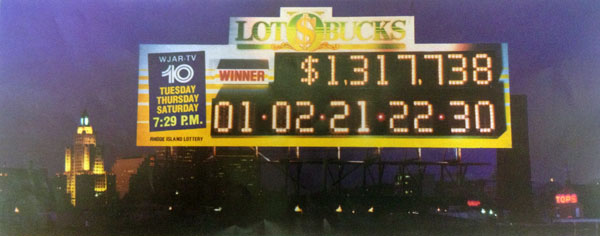 LOT $ BUCKS
WJAR-TV
10
TUESDAY
THURSDAY
SATURDAY
7:29 P.M.
RHODE ISLAND LOTTERY
WINNER
$1,317,738
01•02•21•22•30
TOPS